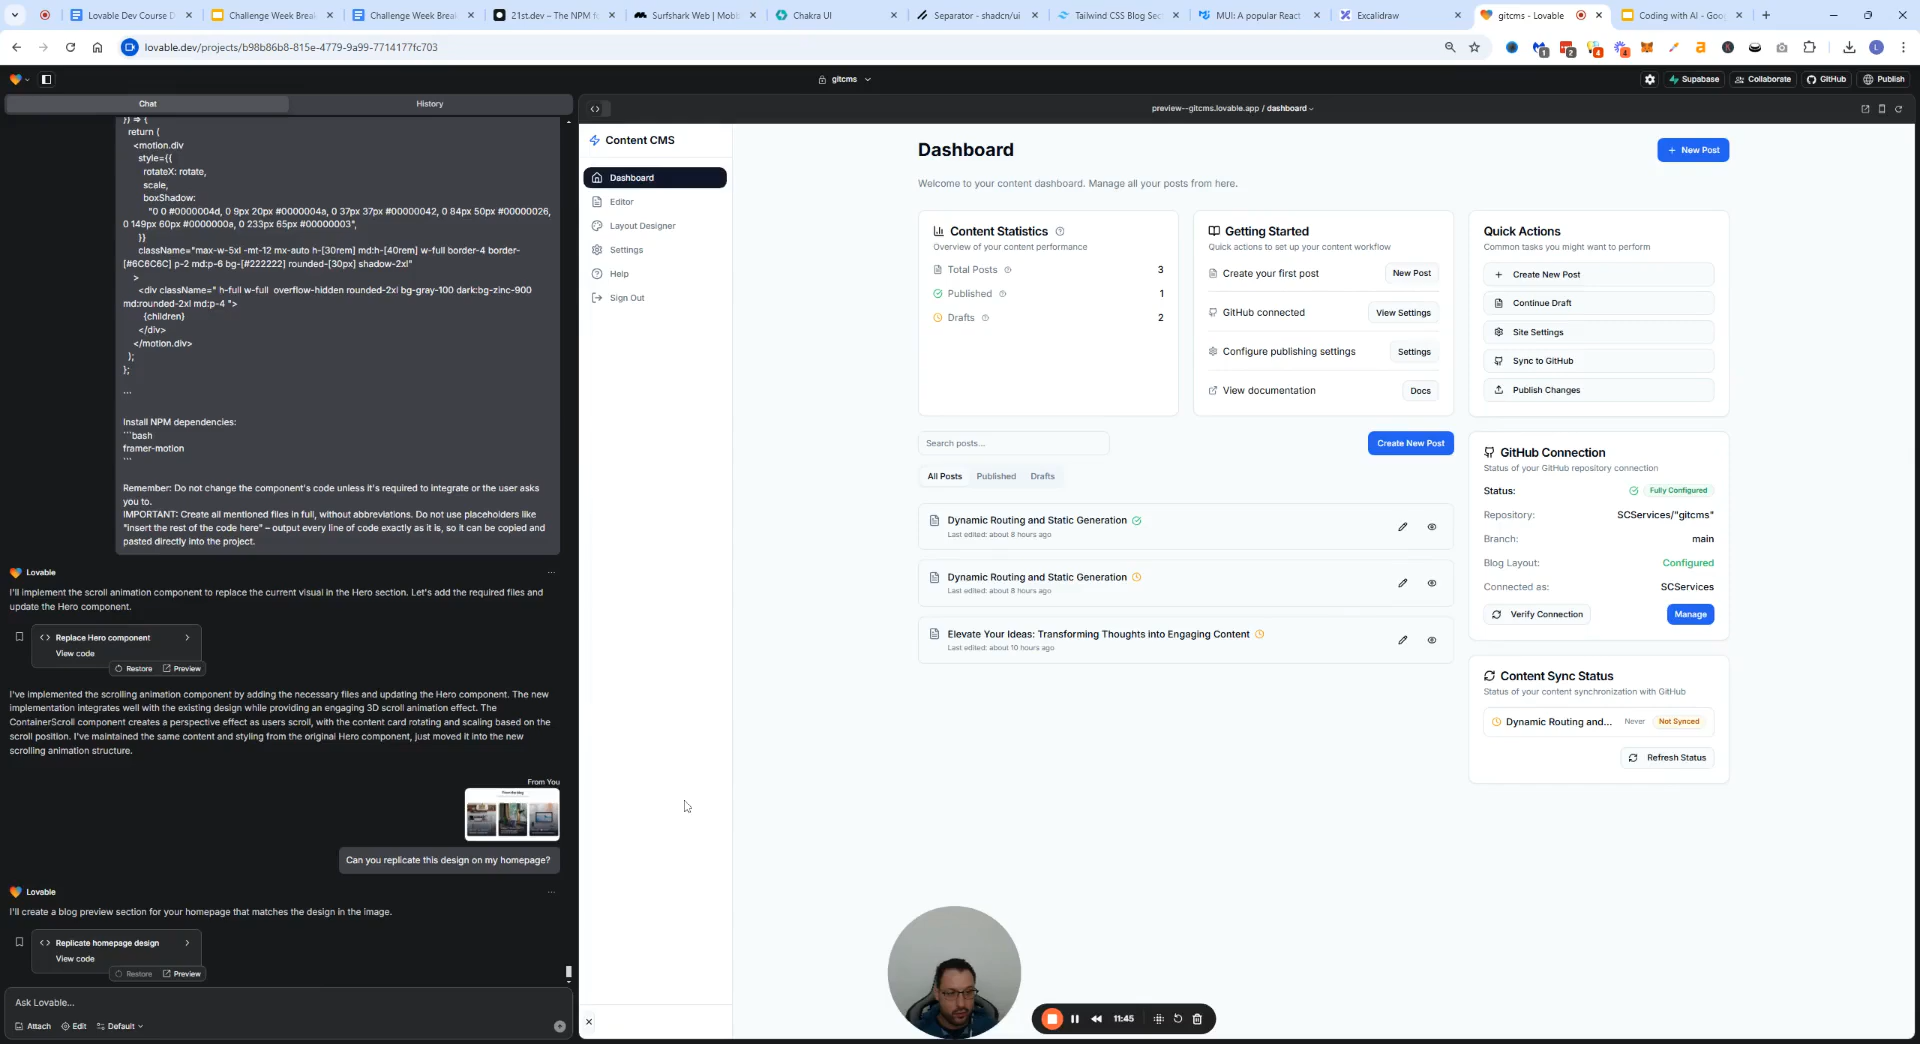 Lovable Dev Course D
Challenge Week Break
Challenge Week Break
21st.dev – The NPM fo
Surfshark Web | Mobb
Chakra UI
Separator - shadcn/ui
Tailwind CSS Blog Sec
MUI: A popular React
Excalidraw
gitcms - Lovable
Coding with AI - Goog
lovable.dev/projects/b98b86b8-815e-4779-9a99-7714177fc703
gitcms
Supabase
Collaborate
GitHub
Publish
Chat
History
}) => {
return (
<motion.div
style={{
rotateX: rotate,
scale,
boxShadow:
"0 0 #0000004d, 0 9px 20px #0000004a, 0 37px 37px #00000042, 0 84px 50px #00000026,
0 149px 60px #0000000a, 0 233px 65px #00000003",
}}
className="max-w-5xl -mt-12 mx-auto h-[30rem] md:h-[40rem] w-full border-4 border-
[#6C6C6C] p-2 md:p-6 bg-[#222222] rounded-[30px] shadow-2xl"
>
<div className=" h-full w-full overflow-hidden rounded-2xl bg-gray-100 dark:bg-zinc-900
md:rounded-2xl md:p-4 ">
{children}
</div>
</motion.div>
);
};
```
Install NPM dependencies:
```bash
framer-motion
```
Remember: Do not change the component's code unless it's required to integrate or the user asks
you to.
IMPORTANT: Create all mentioned files in full, without abbreviations. Do not use placeholders like
"insert the rest of the code here" – output every line of code exactly as it is, so it can be copied and
pasted directly into the project.
Lovable
I'll implement the scroll animation component to replace the current visual in the Hero section. Let's add the required files and
update the Hero component.
Replace Hero component
View code
Restore
Preview
I've implemented the scrolling animation component by adding the necessary files and updating the Hero component. The new
implementation integrates well with the existing design while providing an engaging 3D scroll animation effect. The
ContainerScroll component creates a perspective effect as users scroll, with the content card rotating and scaling based on the
scroll position. I've maintained the same content and styling from the original Hero component, just moved it into the new
scrolling animation structure.
From You
From the blog
Can you replicate this design on my homepage?
Lovable
I'll create a blog preview section for your homepage that matches the design in the image.
Replicate homepage design
View code
Restore
Preview
Ask Lovable...
Attach
Edit
Default
preview--gitcms.lovable.app / dashboard
Content CMS
Dashboard
Editor
Layout Designer
Settings
Help
Sign Out
Dashboard
New Post
Welcome to your content dashboard. Manage all your posts from here.
Content Statistics
Overview of your content performance
Total Posts
3
Published
1
Drafts
2
Getting Started
Quick actions to set up your content workflow
Create your first post
New Post
GitHub connected
View Settings
Configure publishing settings
Settings
View documentation
Docs
Quick Actions
Common tasks you might want to perform
Create New Post
Continue Draft
Site Settings
Sync to GitHub
Publish Changes
Search posts...
Create New Post
All Posts
Published
Drafts
Dynamic Routing and Static Generation
Last edited: about 8 hours ago
Dynamic Routing and Static Generation
Last edited: about 8 hours ago
Elevate Your Ideas: Transforming Thoughts into Engaging Content
Last edited: about 10 hours ago
GitHub Connection
Status of your GitHub repository connection
Status:
Fully Configured
Repository:
SCServices/"gitcms"
Branch:
main
Blog Layout:
Configured
Connected as:
SCServices
Verify Connection
Manage
Content Sync Status
Status of your content synchronization with GitHub
Dynamic Routing and...
Never
Not Synced
Refresh Status
11:45